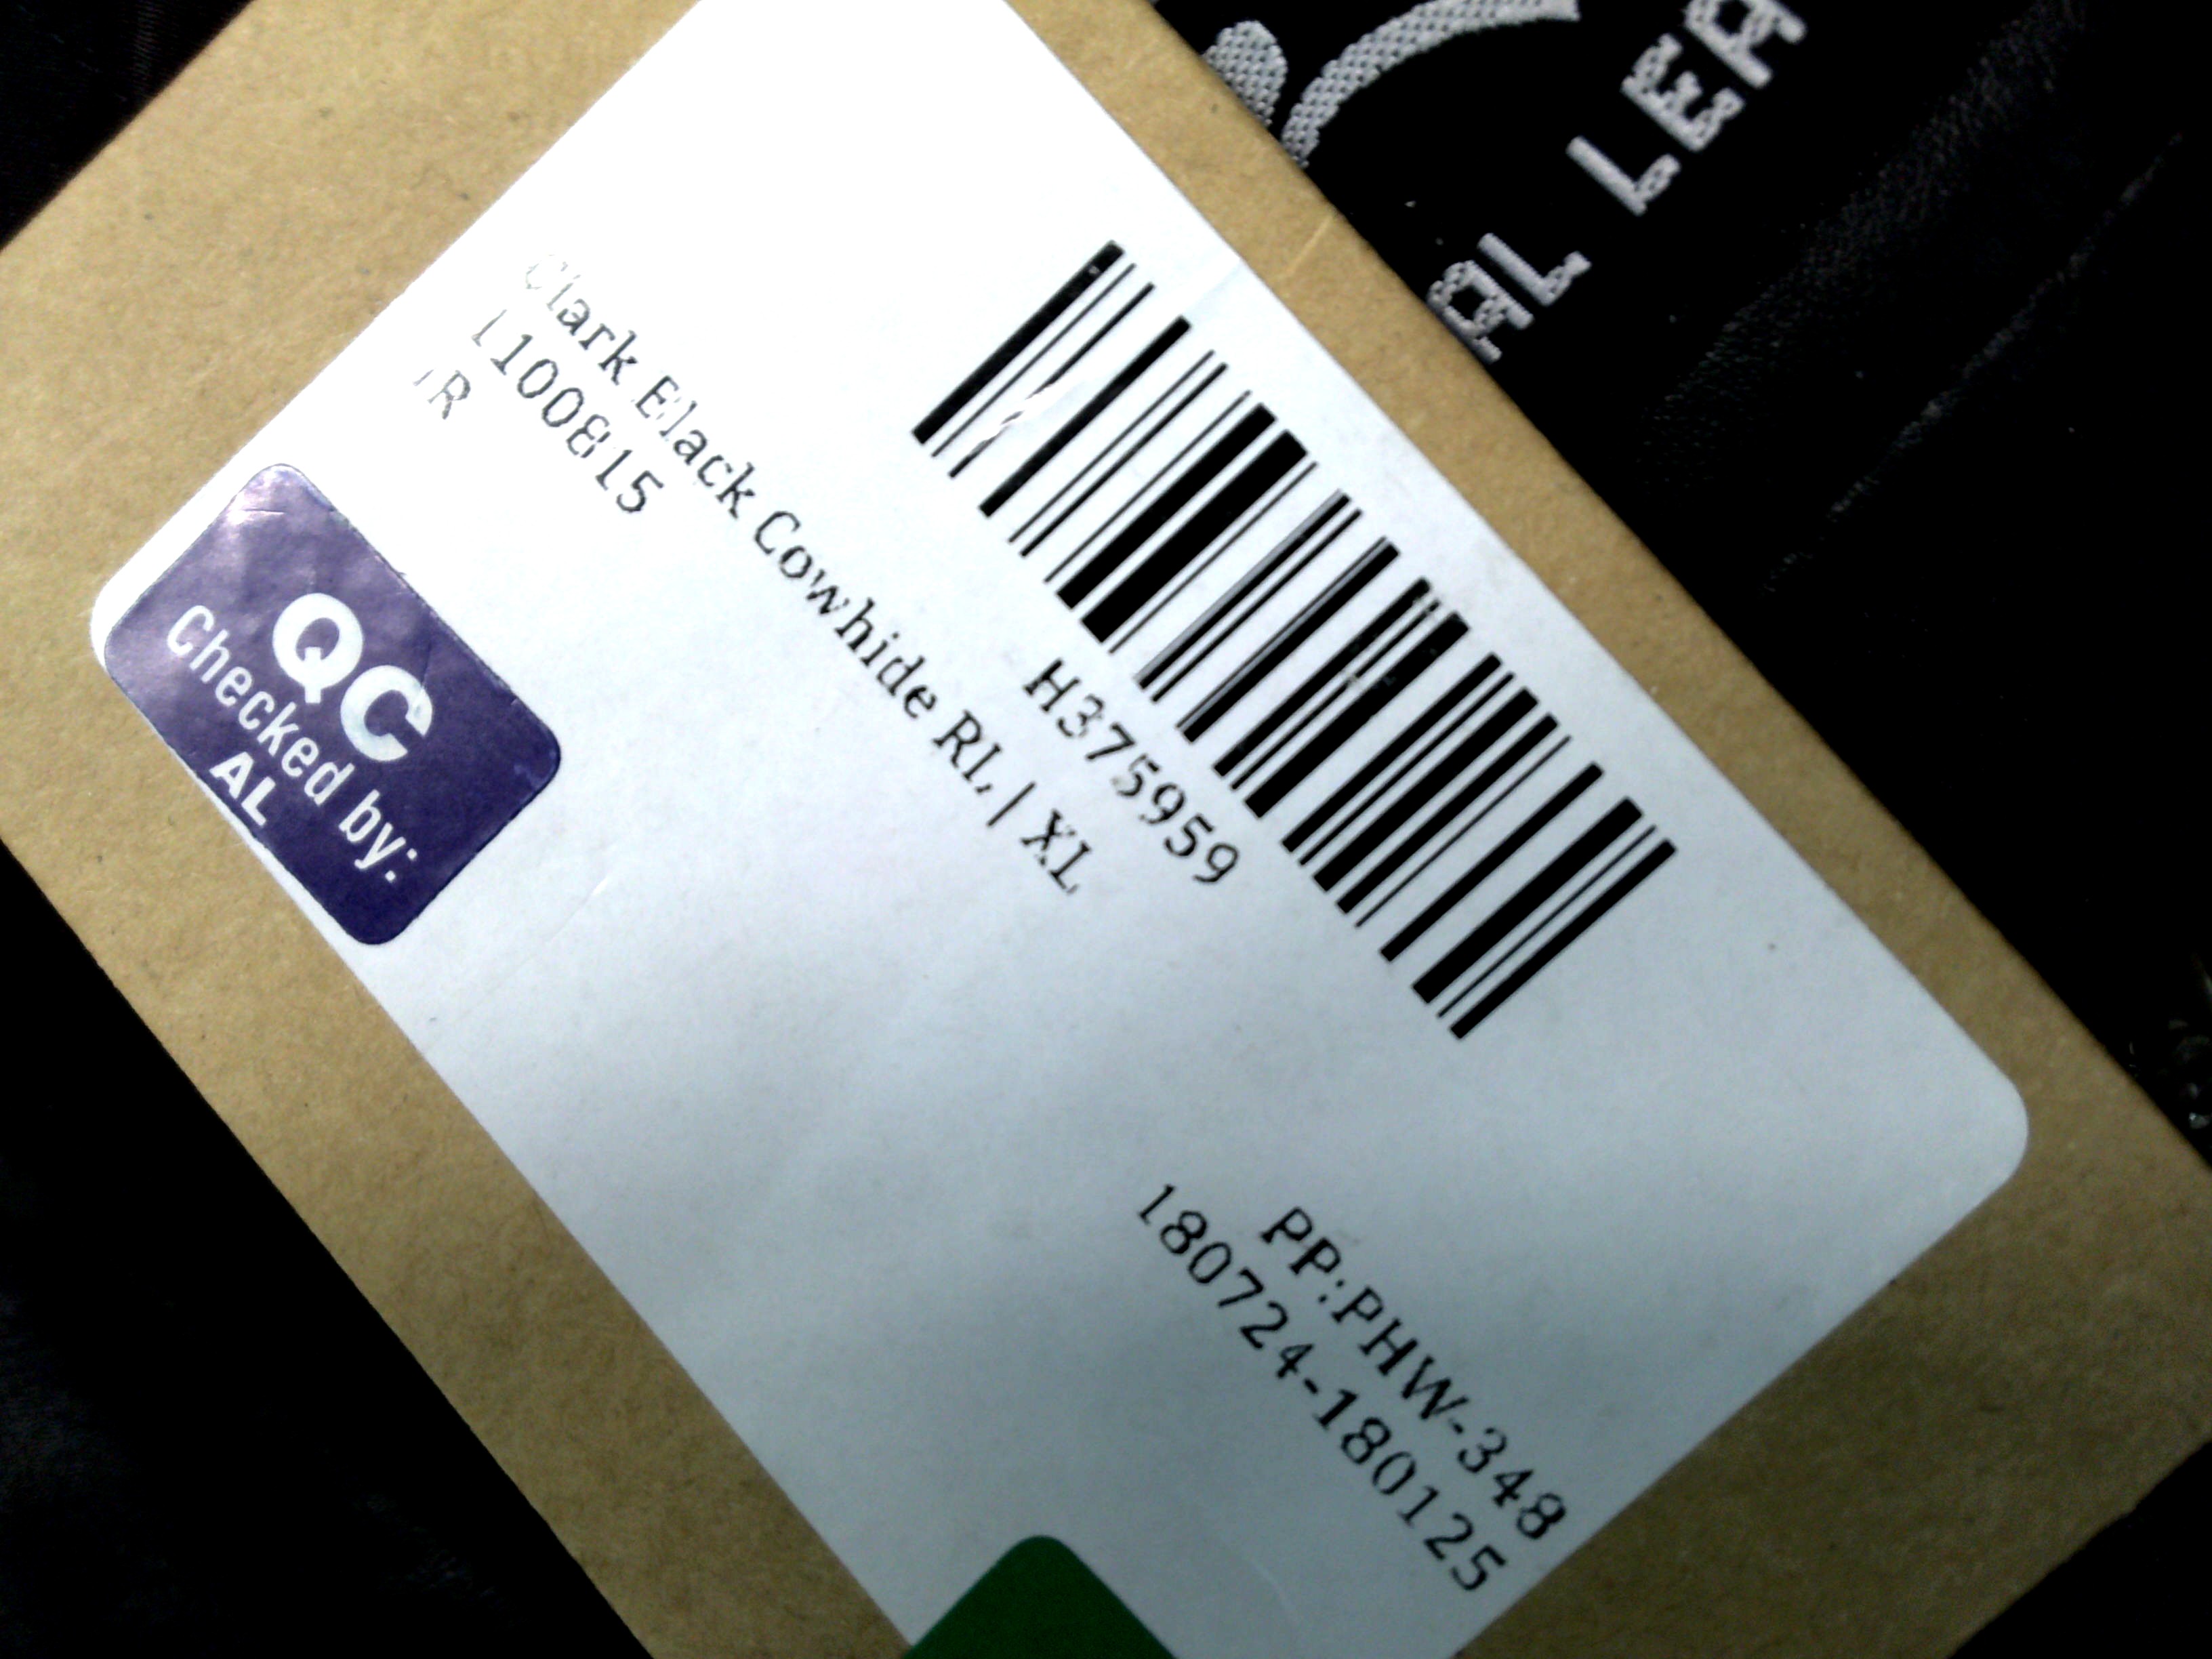 H375959
Clark Black Cowhide RL | XL
1100815
QC
Checked by:
AL
PP:PHW-348
180724-180125
AL LEA